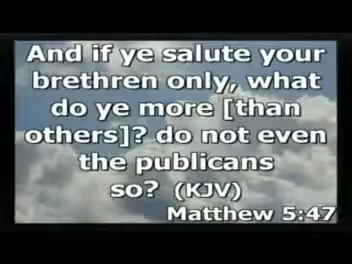 And if ye salute your
brethren only, what
do ye more [than
others]? do not even
the publicans
so? (KJV)
Matthew 5:47